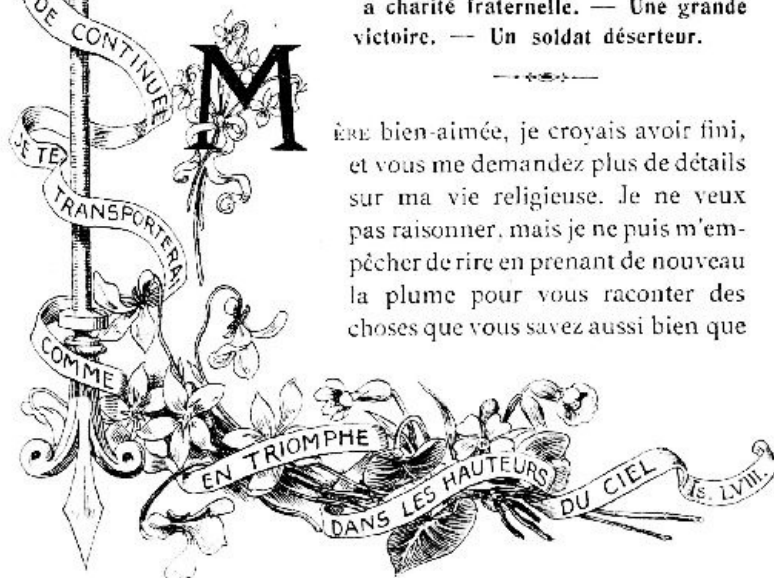 a charité fraternelle. — Une grande
victoire. — Un soldat déserteur.
MÈRE bien-aimée, je croyais avoir fini,
et vous me demandez plus de détails
sur ma vie religieuse. Je ne veux
pas raisonner, mais je ne puis m'em-
pêcher de rire en prenant de nouveau
la plume pour vous raconter des
choses que vous savez aussi bien que
DE CONTINUER
JE TE
TRANSPORTERAI
COMME
EN TRIOMPHE
DANS LES HAUTEURS
DU CIEL
Is. LVIII.